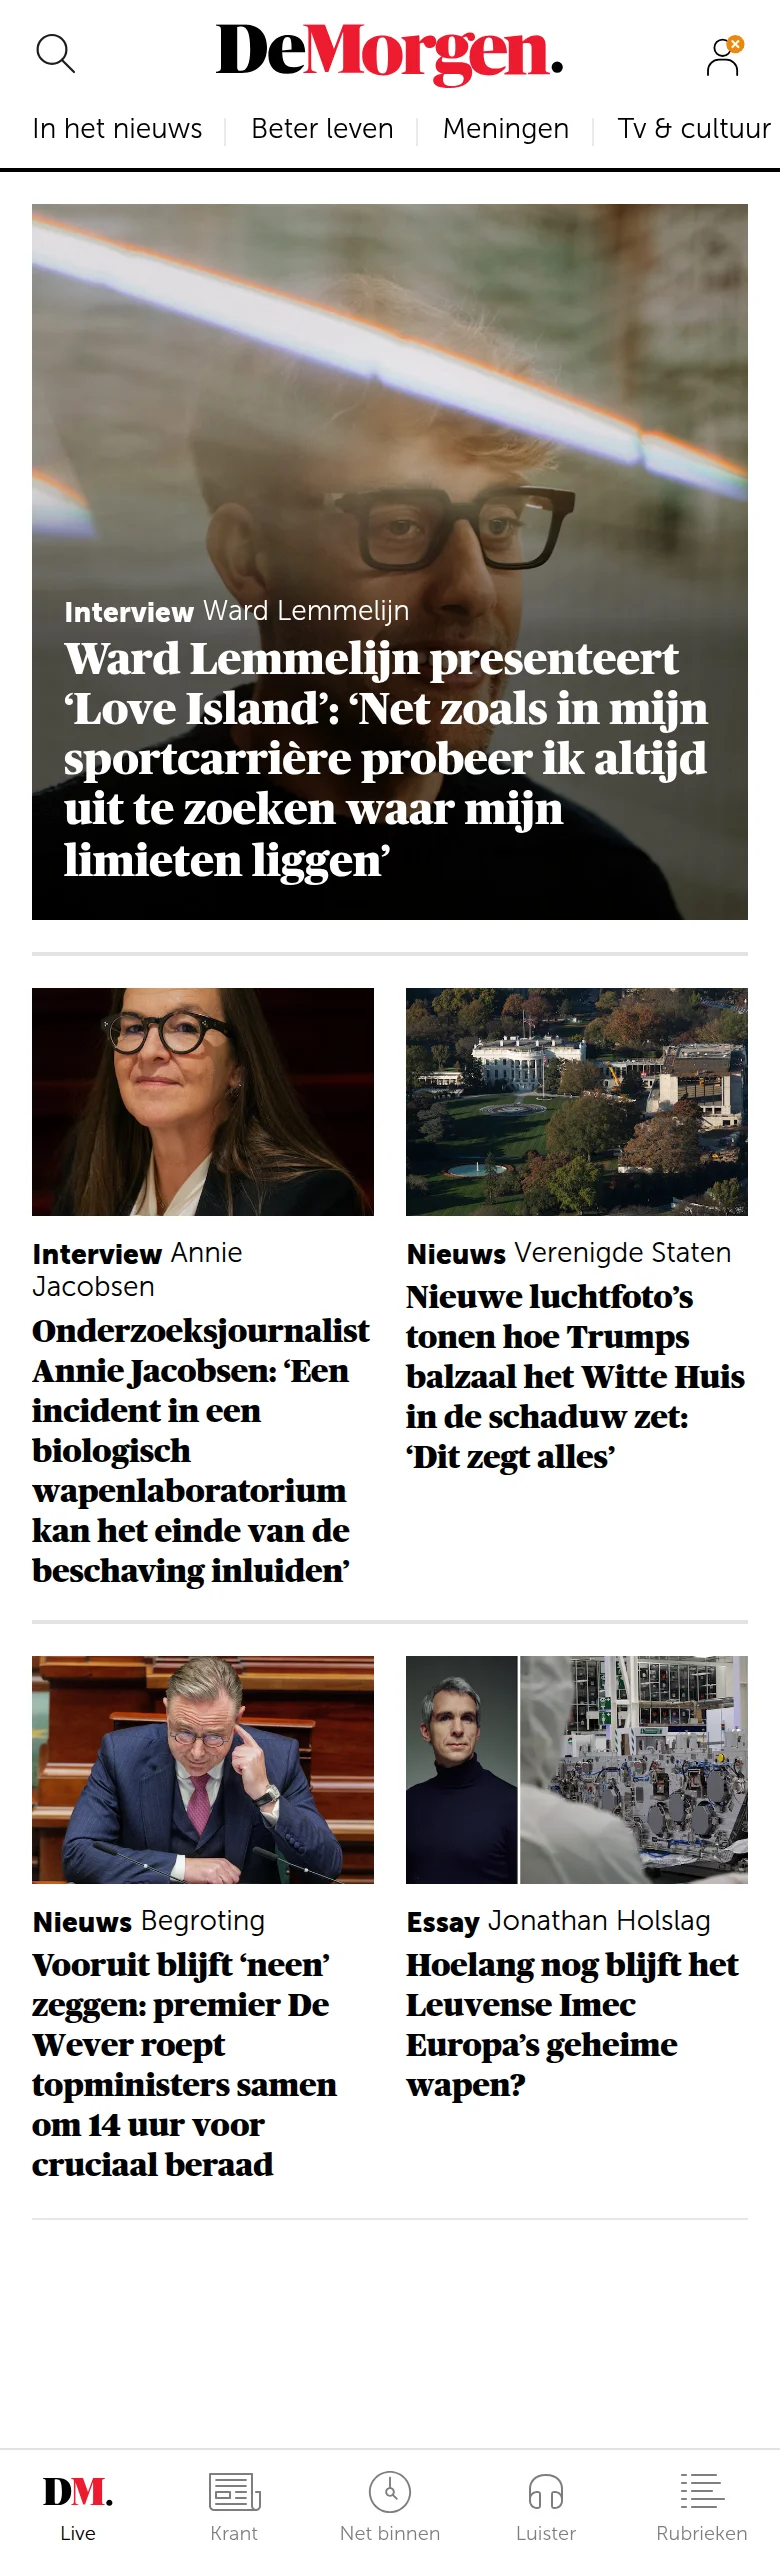 DeMorgen.
In het nieuws
Beter leven
Meningen
Tv & cultuur
Interview Ward Lemmelijn
Ward Lemmelijn presenteert
‘Love Island’: ‘Net zoals in mijn
sportcarrière probeer ik altijd
uit te zoeken waar mijn
limieten liggen’
Interview Annie
Jacobsen
Onderzoeksjournalist
Annie Jacobsen: ‘Een
incident in een
biologisch
wapenlaboratorium
kan het einde van de
beschaving inluiden’
Nieuws Verenigde Staten
Nieuwe luchtfoto’s
tonen hoe Trumps
balzaal het Witte Huis
in de schaduw zet:
‘Dit zegt alles’
Nieuws Begroting
Vooruit blijft ‘neen’
zeggen: premier De
Wever roept
topministers samen
om 14 uur voor
cruciaal beraad
Essay Jonathan Holslag
Hoelang nog blijft het
Leuvense Imec
Europa’s geheime
wapen?
DM.
Live
Krant
Net binnen
Luister
Rubrieken